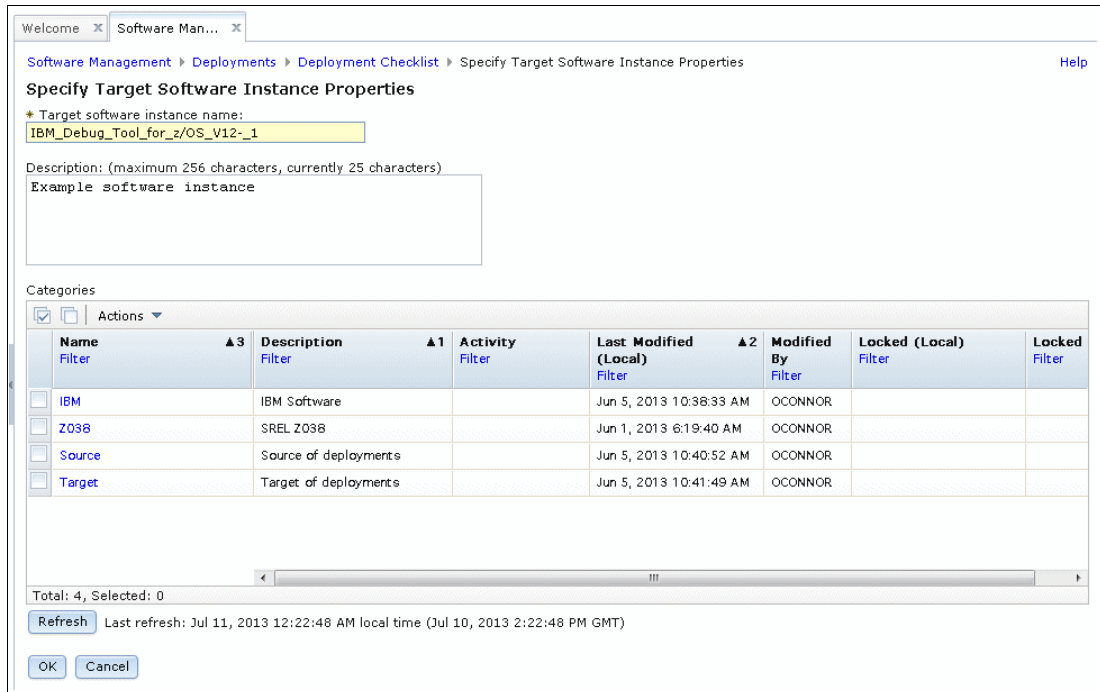 Welcome X Software Man... X
Software Management Deployments Deployment Checklist Specify Target Software Instance Properties Help
Specify Target Software Instance Properties
* Target software instance name:
IBM_Debug_Tool_for_z/OS_V12-_1
Description: (maximum 256 characters, currently 25 characters)
Example software instance
Categories
Actions
Name ▲3 Description ▲1 Activity Last Modified (Local) ▲2 Modified By Locked (Local) Locked
Filter Filter Filter Filter Filter Filter Filter
IBM IBM Software Jun 5, 2013 10:38:33 AM OCONNOR
Z038 SREL Z038 Jun 1, 2013 6:19:40 AM OCONNOR
Source Source of deployments Jun 5, 2013 10:40:52 AM OCONNOR
Target Target of deployments Jun 5, 2013 10:41:49 AM OCONNOR
Total: 4, Selected: 0
Refresh Last refresh: Jul 11, 2013 12:22:48 AM local time (Jul 10, 2013 2:22:48 PM GMT)
OK Cancel